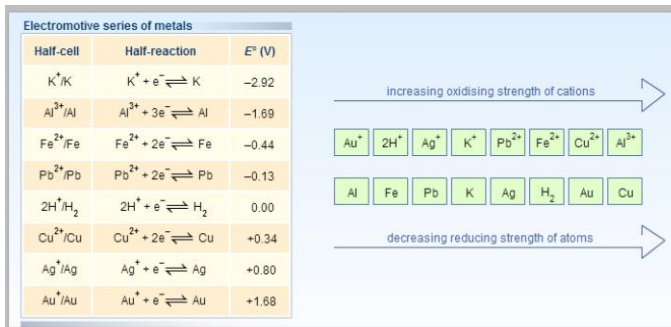 Electromotive series of metals
Half-cell Half-reaction E° (V)
K⁺/K K⁺ + e⁻ ⇌ K −2.92
Al³⁺/Al Al³⁺ + 3e⁻ ⇌ Al −1.69
Fe²⁺/Fe Fe²⁺ + 2e⁻ ⇌ Fe −0.44
Pb²⁺/Pb Pb²⁺ + 2e⁻ ⇌ Pb −0.13
2H⁺/H₂ 2H⁺ + e⁻ ⇌ H₂ 0.00
Cu²⁺/Cu Cu²⁺ + 2e⁻ ⇌ Cu +0.34
Ag⁺/Ag Ag⁺ + e⁻ ⇌ Ag +0.80
Au⁺/Au Au⁺ + e⁻ ⇌ Au +1.68
increasing oxidising strength of cations
Au⁺ 2H⁺ Ag⁺ K⁺ Pb²⁺ Fe²⁺ Cu²⁺ Al³⁺
Al Fe Pb K Ag H₂ Au Cu
decreasing reducing strength of atoms